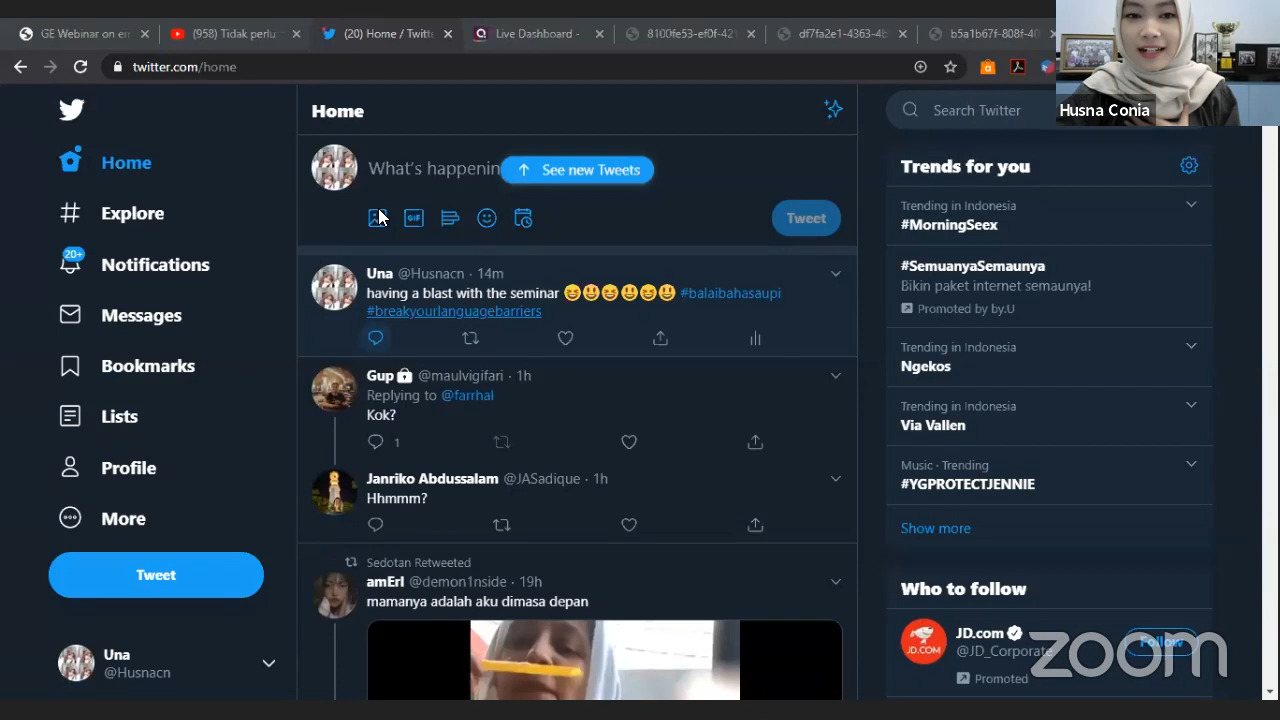 GE Webinar on en
(958) Tidak perlu
(20) Home / Twitte
Live Dashboard -
8100fe53-ef0f-421
df7fa2e1-4363-4b
b5a1b67f-808f-40
twitter.com/home
Husna Conia
Home
Explore
20+
Notifications
Messages
Bookmarks
Lists
Profile
More
Tweet
Una
@Husnacn
Home
What's happenin
See new Tweets
GIF
Tweet
Una @Husnacn · 14m
having a blast with the seminar 😆😃😆😃😆😃 #balaibahasaupi
#breakyourlanguagebarriers
Gup @maulvigifari · 1h
Replying to @farrhal
Kok?
1
Janriko Abdussalam @JASadique · 1h
Hhmmm?
Sedotan Retweeted
amErl @demon1nside · 19h
mamanya adalah aku dimasa depan
Search Twitter
Trends for you
Trending in Indonesia
#MorningSeex
#SemuanyaSemaunya
Bikin paket internet semaunya!
Promoted by by.U
Trending in Indonesia
Ngekos
Trending in Indonesia
Via Vallen
Music · Trending
#YGPROTECTJENNIE
Show more
Who to follow
JD.COM
JD.com
@JD_Corporate
Follow
Promoted
zoom